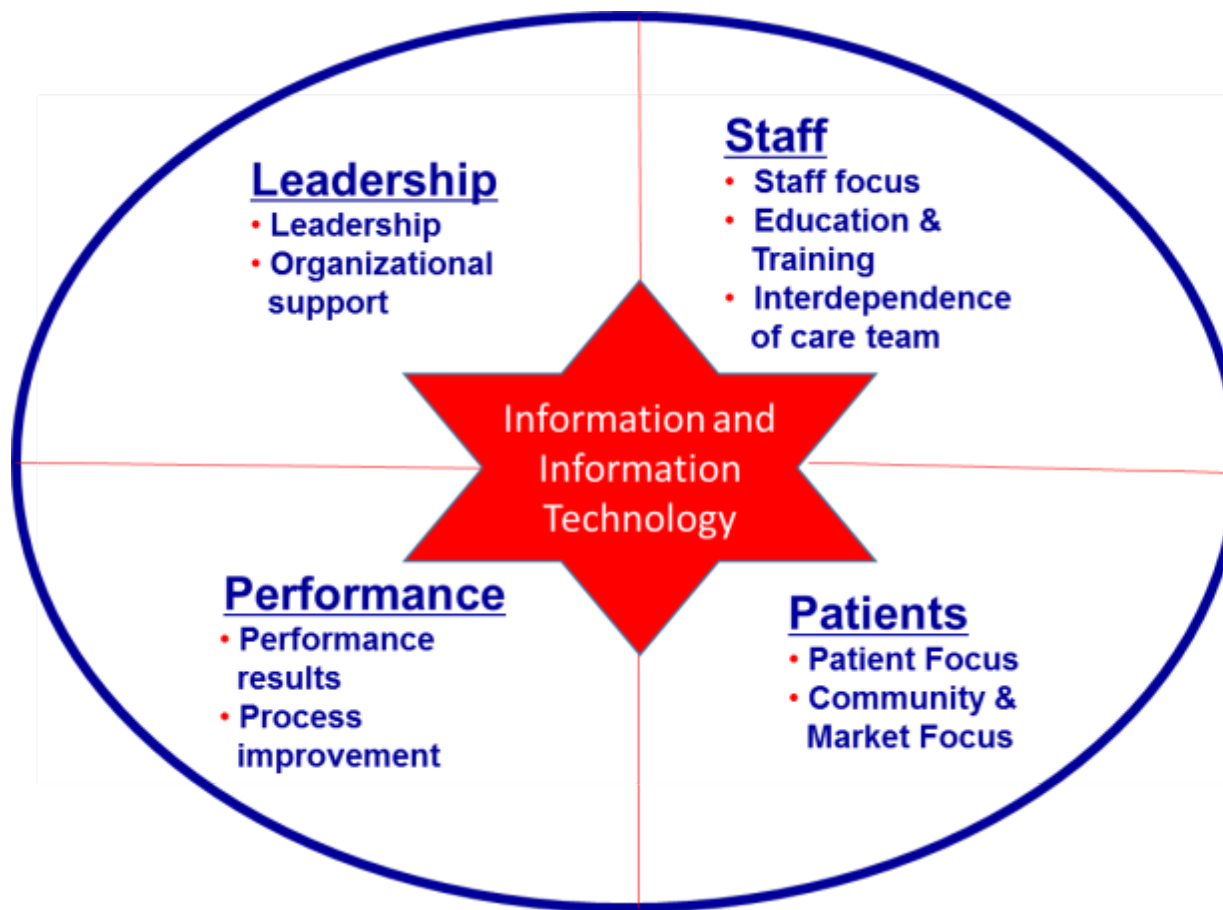 Leadership
• Leadership
• Organizational
support
Staff
• Staff focus
• Education &
Training
• Interdependence
of care team
Information and
Information
Technology
Performance
• Performance
results
• Process
improvement
Patients
• Patient Focus
• Community &
Market Focus